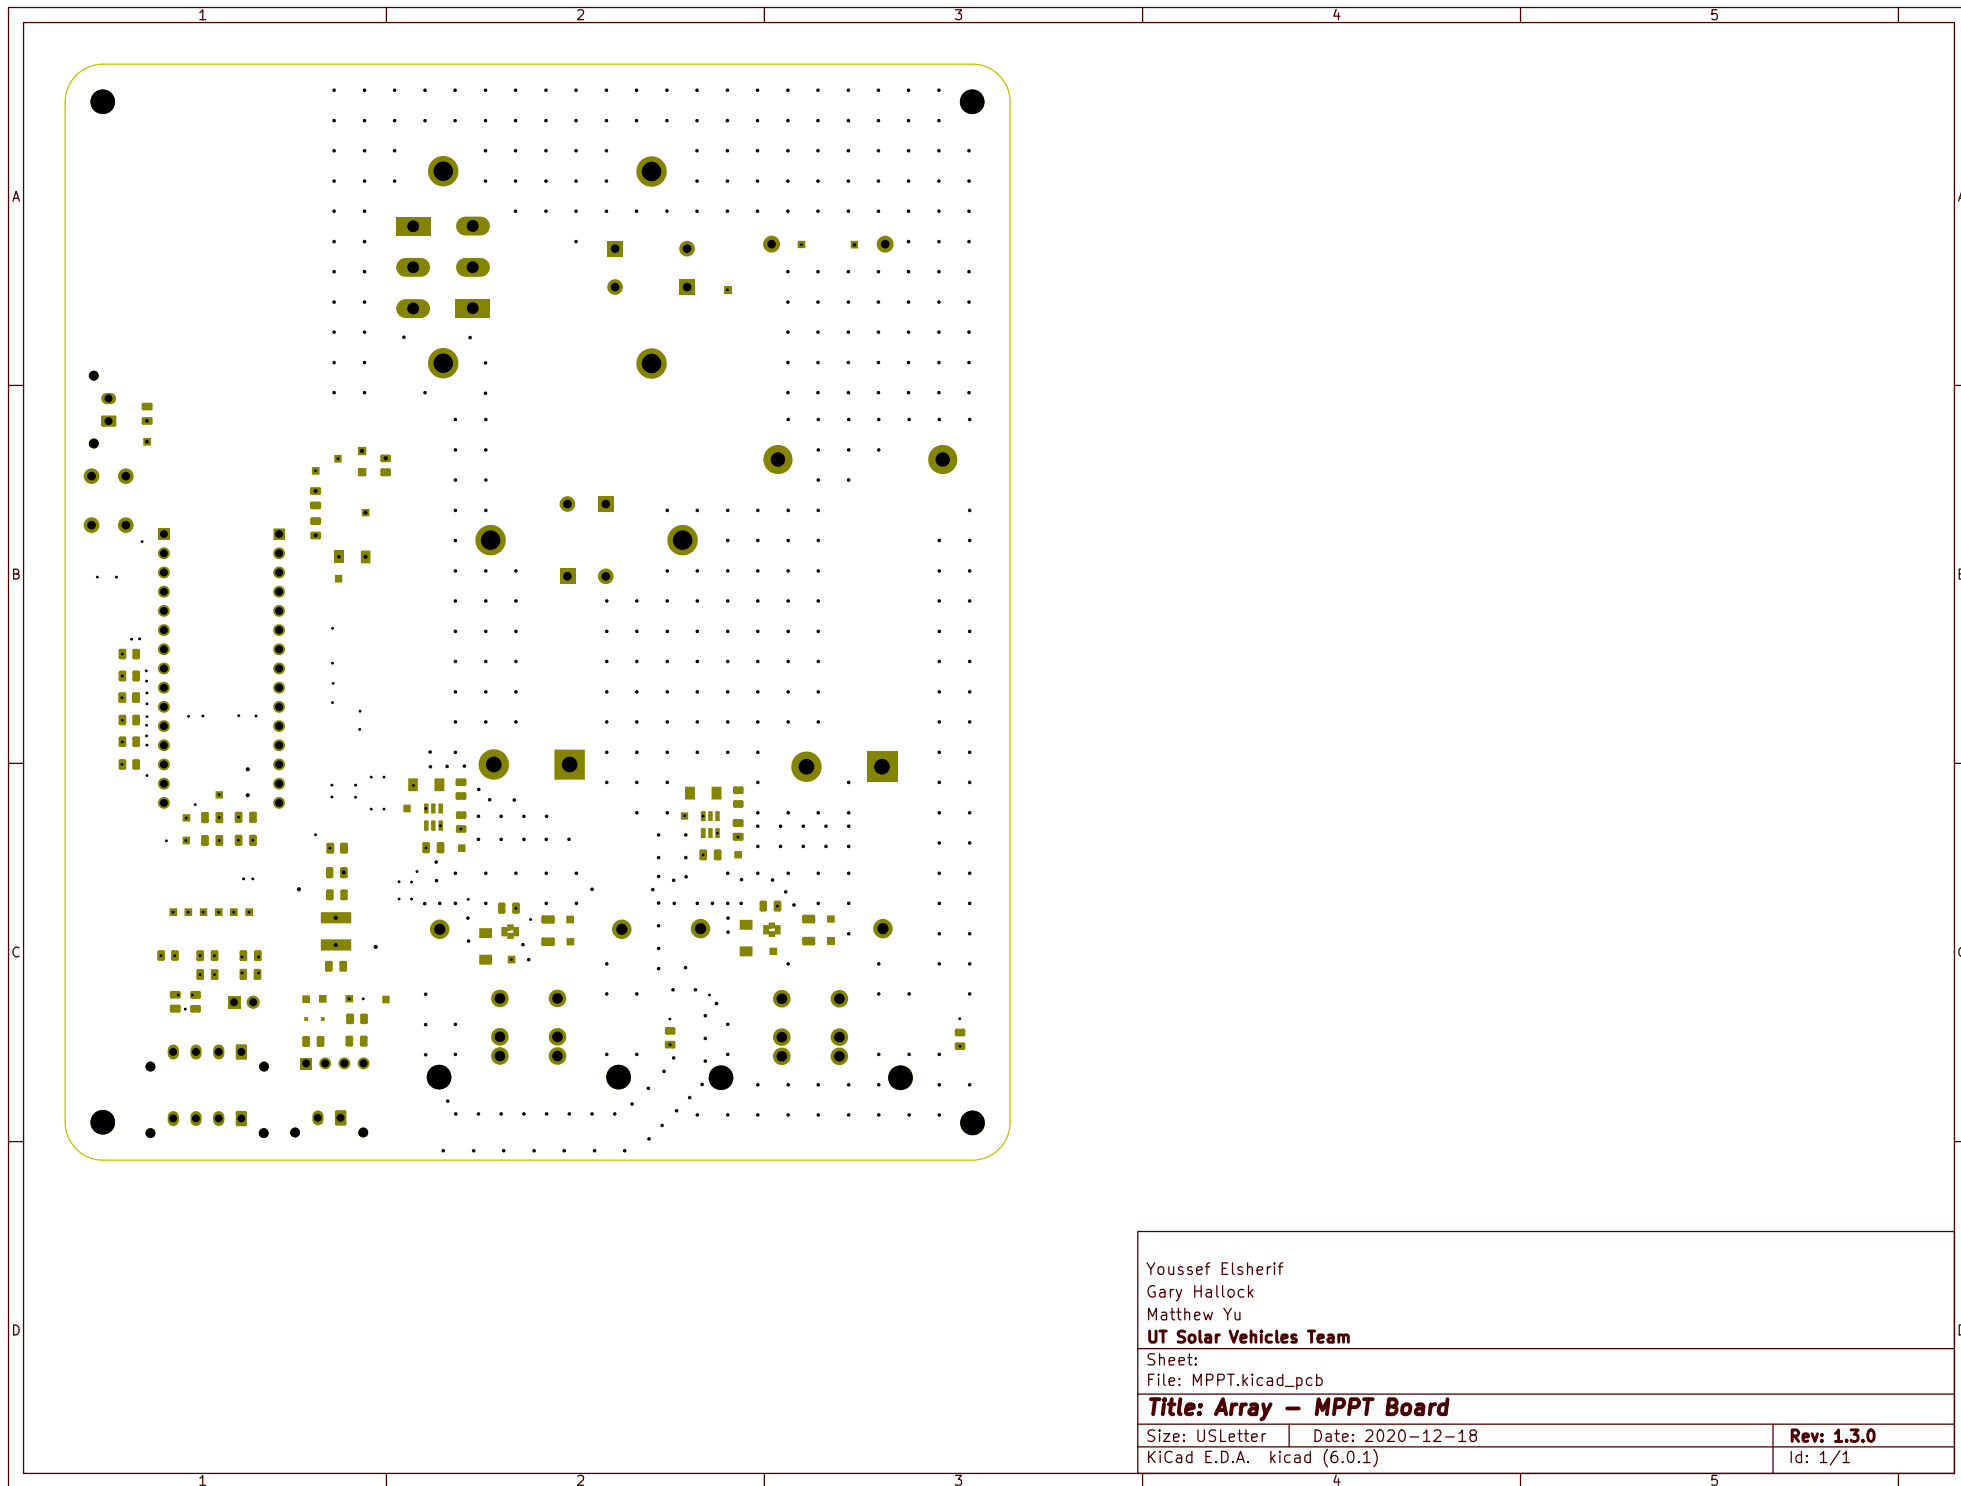 1 2 3 4 5
A A
B B
C C
D D
Youssef Elsherif
Gary Hallock
Matthew Yu
UT Solar Vehicles Team
Sheet:
File: MPPT.kicad_pcb
Title: Array – MPPT Board
Size: USLetter Date: 2020–12–18 Rev: 1.3.0
KiCad E.D.A. kicad (6.0.1) Id: 1/1
1 2 3 4 5